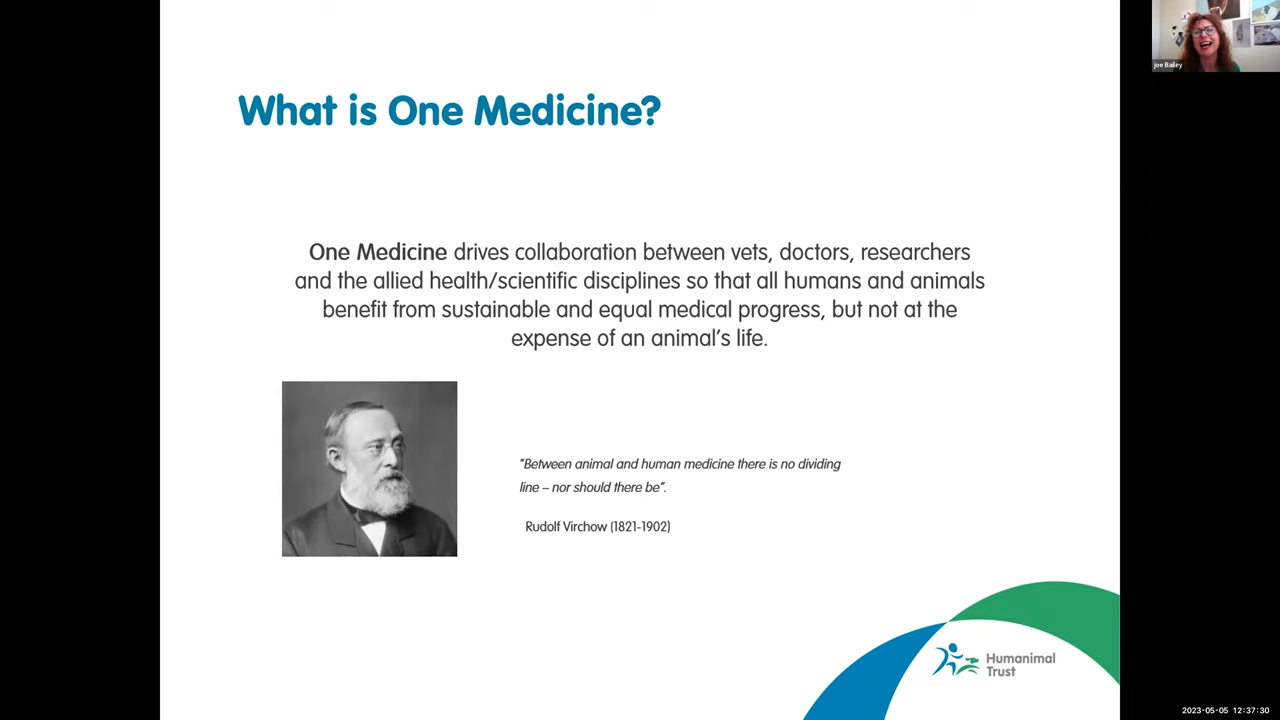 What is One Medicine?
One Medicine drives collaboration between vets, doctors, researchers
and the allied health/scientific disciplines so that all humans and animals
benefit from sustainable and equal medical progress, but not at the
expense of an animal's life.
"Between animal and human medicine there is no dividing
line – nor should there be".
Rudolf Virchow (1821-1902)
Humanimal
Trust
joe Bailey
2023-05-05 12:37:30